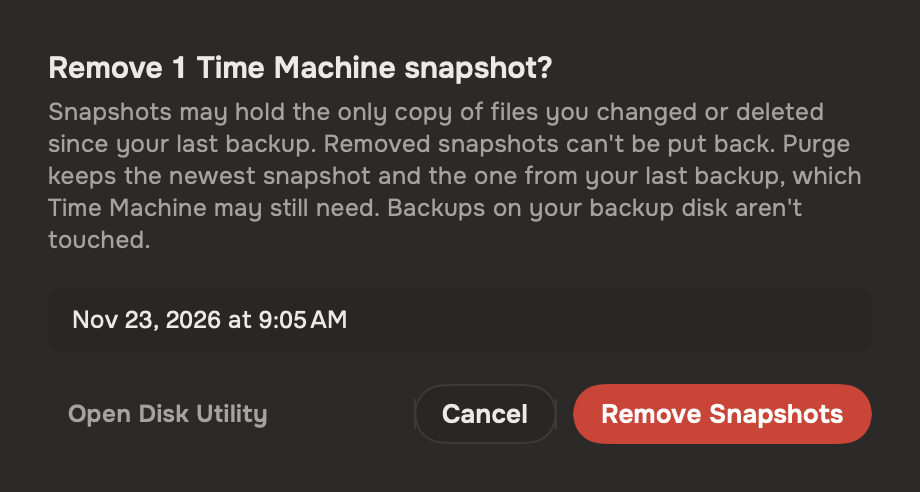 Remove 1 Time Machine snapshot?
Snapshots may hold the only copy of files you changed or deleted
since your last backup. Removed snapshots can't be put back. Purge
keeps the newest snapshot and the one from your last backup, which
Time Machine may still need. Backups on your backup disk aren't
touched.
Nov 23, 2026 at 9:05 AM
Open Disk Utility
Cancel
Remove Snapshots